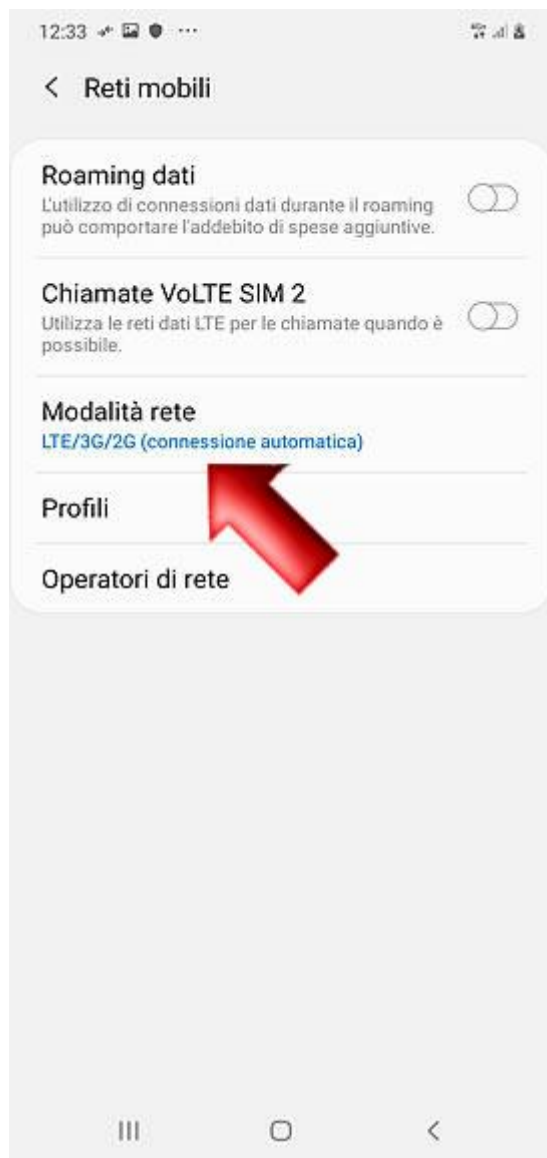 12:33
Reti mobili
Roaming dati
L'utilizzo di connessioni dati durante il roaming
può comportare l'addebito di spese aggiuntive.
Chiamate VoLTE SIM 2
Utilizza le reti dati LTE per le chiamate quando è
possibile.
Modalità rete
LTE/3G/2G (connessione automatica)
Profili
Operatori di rete